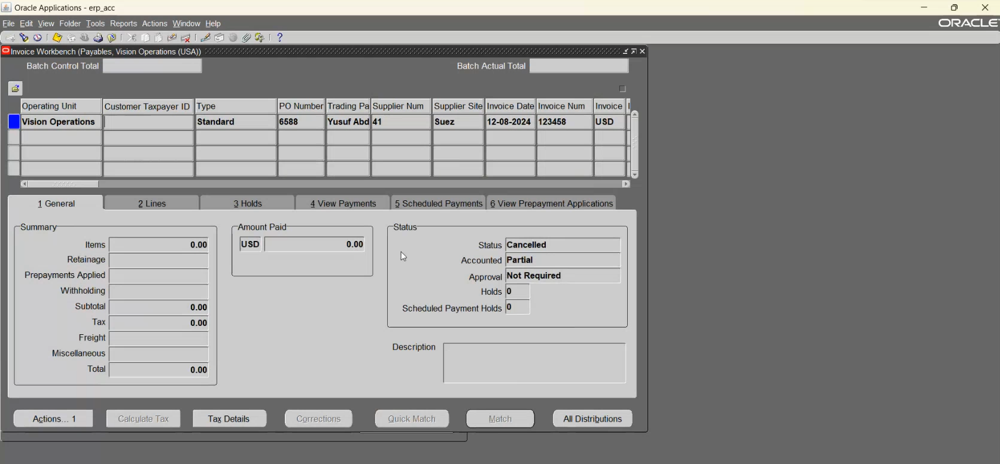 Oracle Applications - erp_acc
File Edit View Folder Tools Reports Actions Window Help
ORACLE
Invoice Workbench (Payables, Vision Operations (USA))
Batch Control Total
Batch Actual Total
Operating Unit Customer Taxpayer ID Type PO Number Trading Pa Supplier Num Supplier Site Invoice Date Invoice Num Invoice I
Vision Operations Standard 6588 Yusuf Abd 41 Suez 12-08-2024 123458 USD
1 General 2 Lines 3 Holds 4 View Payments 5 Scheduled Payments 6 View Prepayment Applications
Summary
Items 0.00
Retainage
Prepayments Applied
Withholding
Subtotal 0.00
Tax 0.00
Freight
Miscellaneous
Total 0.00
Amount Paid
USD 0.00
Status
Status Cancelled
Accounted Partial
Approval Not Required
Holds 0
Scheduled Payment Holds 0
Description
Actions... 1 Calculate Tax Tax Details Corrections Quick Match Match All Distributions